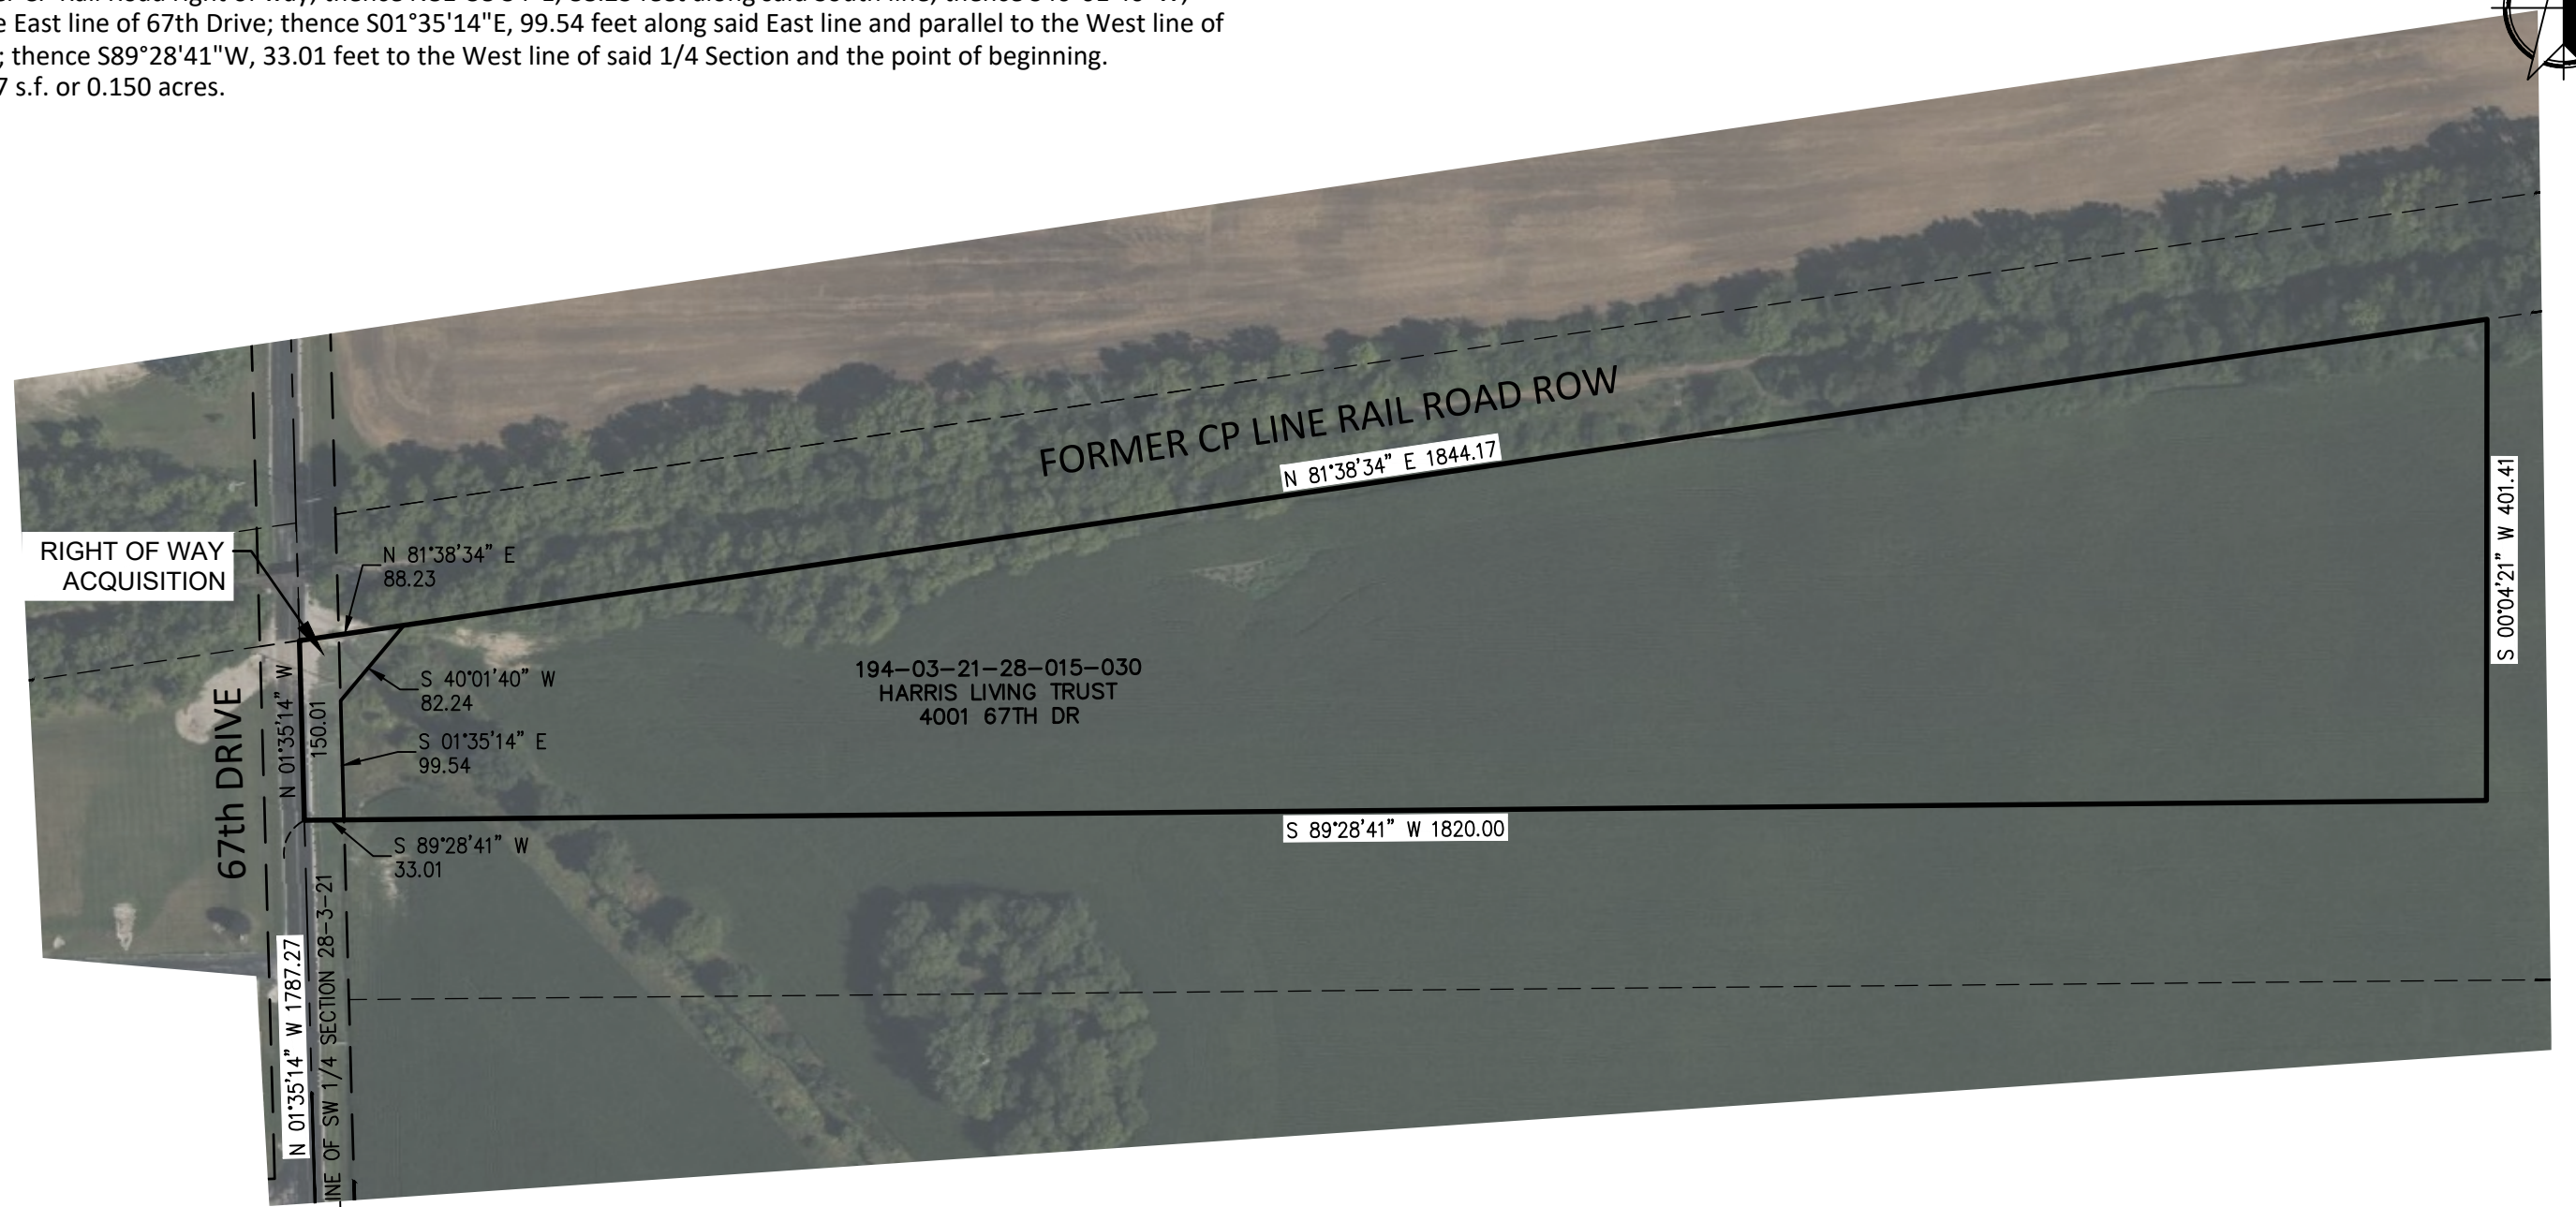 e East line of 67th Drive; thence S01°35'14"E, 99.54 feet along said East line and parallel to the West line of
; thence S89°28'41"W, 33.01 feet to the West line of said 1/4 Section and the point of beginning.
7 s.f. or 0.150 acres.
FORMER CP LINE RAIL ROAD ROW
N 81°38'34" E 1844.17
S 00°04'21" W 401.41
RIGHT OF WAY
ACQUISITION
N 81°38'34" E
88.23
S 40°01'40" W
82.24
S 01°35'14" E
99.54
N 01°35'14" W
150.01
67th DRIVE
194-03-21-28-015-030
HARRIS LIVING TRUST
4001 67TH DR
S 89°28'41" W 1820.00
S 89°28'41" W
33.01
N 01°35'14" W 1787.27
INE OF SW 1/4 SECTION 28-3-21